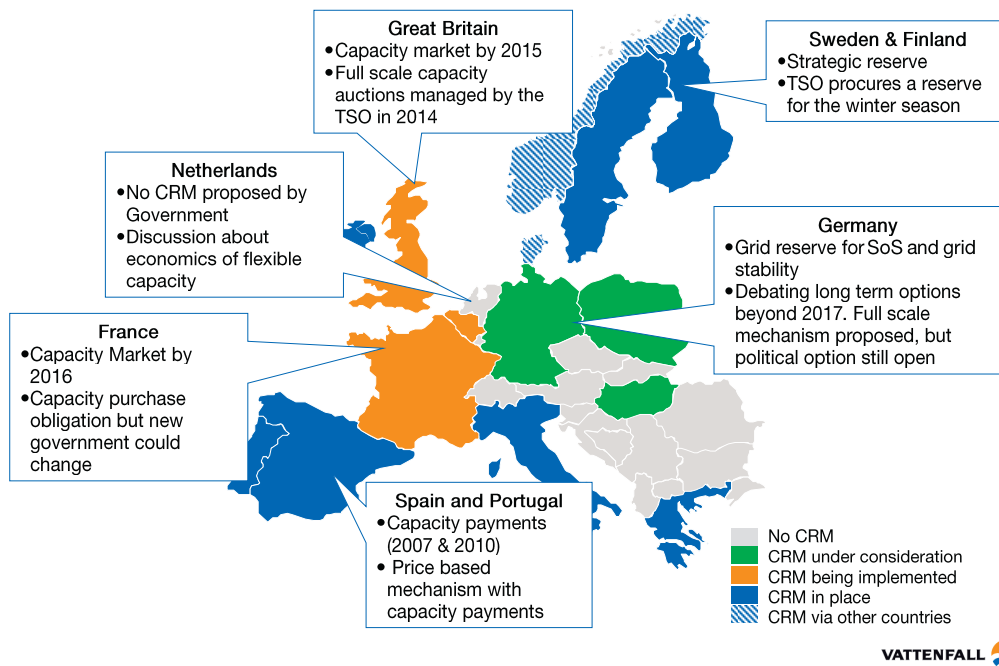 Great Britain
•Capacity market by 2015
•Full scale capacity
auctions managed by the
TSO in 2014
Sweden & Finland
•Strategic reserve
•TSO procures a reserve
for the winter season
Netherlands
•No CRM proposed by
Government
•Discussion about
economics of flexible
capacity
Germany
•Grid reserve for SoS and grid
stability
•Debating long term options
beyond 2017. Full scale
mechanism proposed, but
political option still open
France
•Capacity Market by
2016
•Capacity purchase
obligation but new
government could
change
Spain and Portugal
•Capacity payments
(2007 & 2010)
• Price based
mechanism with
capacity payments
No CRM
CRM under consideration
CRM being implemented
CRM in place
CRM via other countries
VATTENFALL